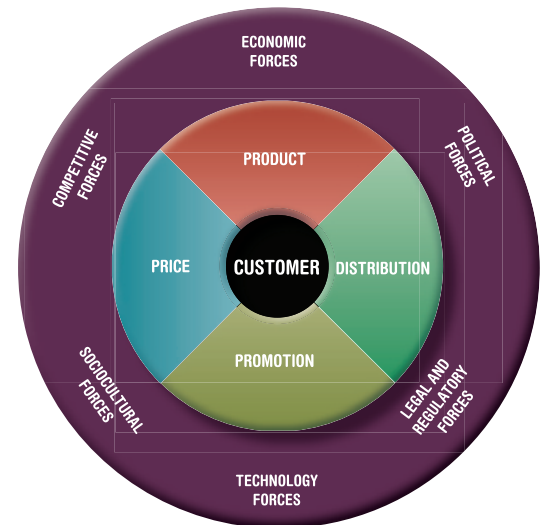 ECONOMIC
FORCES
COMPETITIVE
FORCES
POLITICAL
FORCES
PRODUCT
PRICE
CUSTOMER
DISTRIBUTION
PROMOTION
SOCIOCULTURAL
FORCES
LEGAL AND
REGULATORY
FORCES
TECHNOLOGY
FORCES